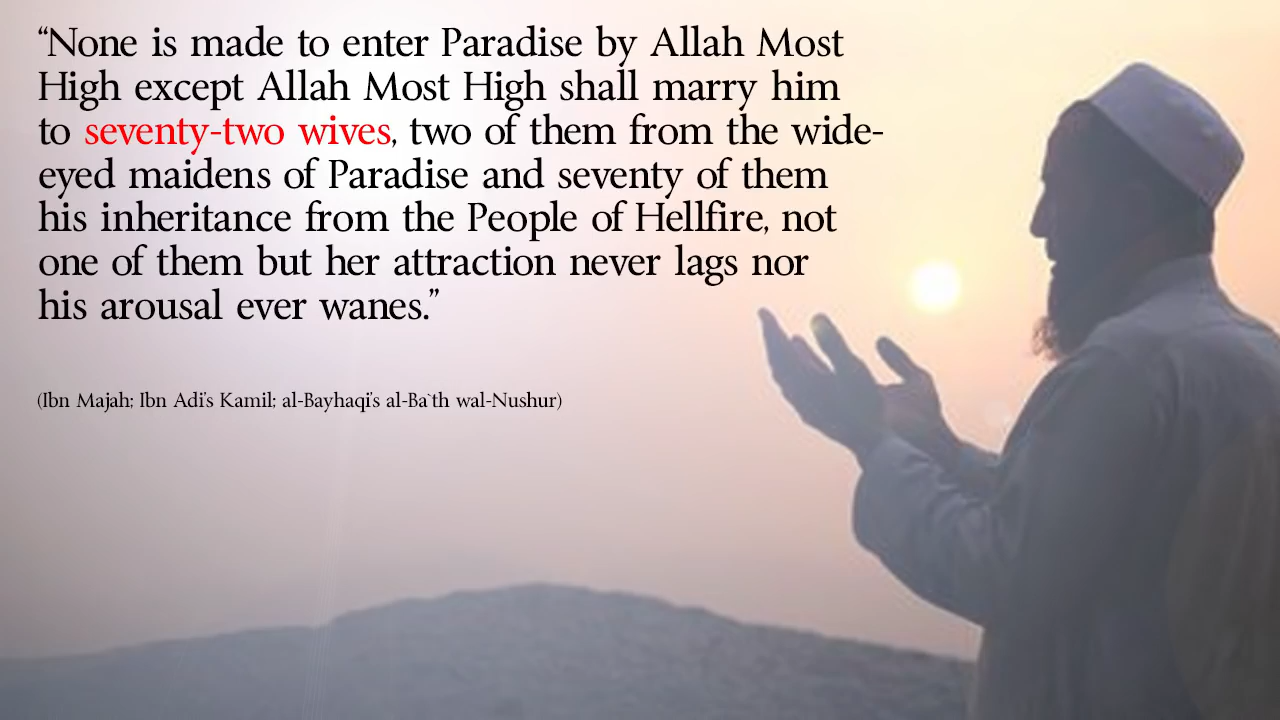 “None is made to enter Paradise by Allah Most
High except Allah Most High shall marry him
to seventy-two wives, two of them from the wide-
eyed maidens of Paradise and seventy of them
his inheritance from the People of Hellfire, not
one of them but her attraction never lags nor
his arousal ever wanes.”
(Ibn Majah; Ibn Adi's Kamil; al-Bayhaqi's al-Ba`th wal-Nushur)